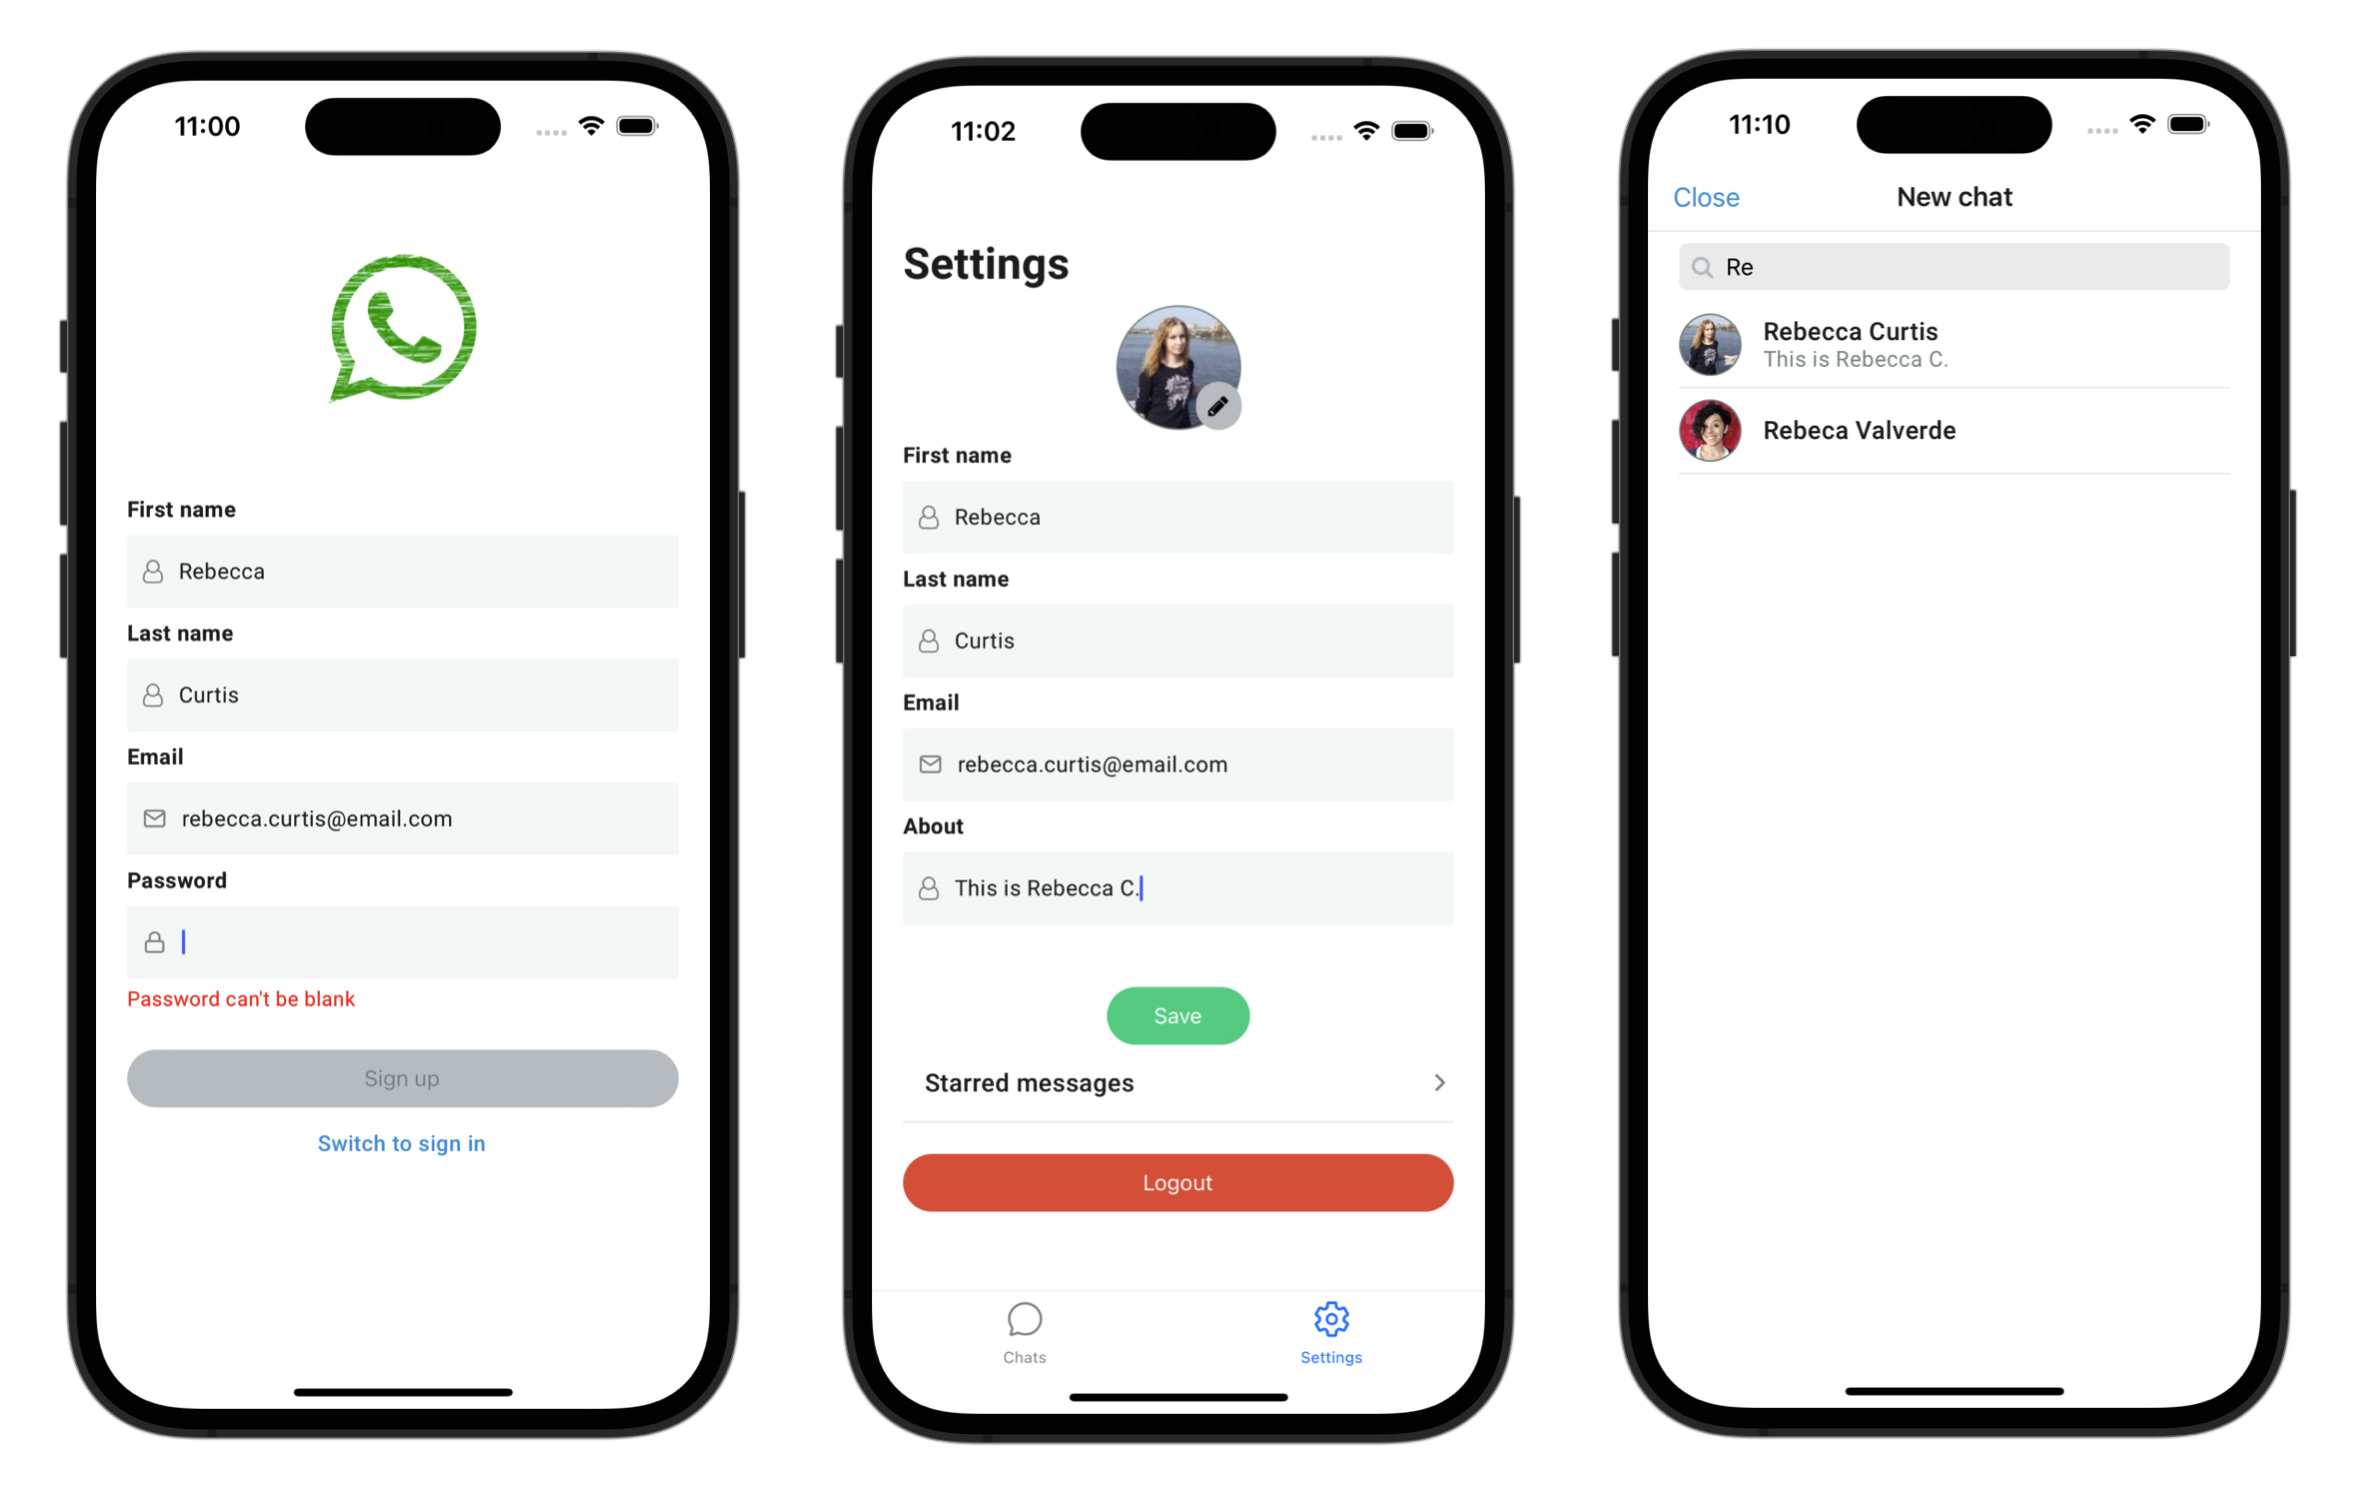 11:00
First name
Rebecca
Last name
Curtis
Email
rebecca.curtis@email.com
Password
Password can't be blank
Sign up
Switch to sign in
11:02
Settings
First name
Rebecca
Last name
Curtis
Email
rebecca.curtis@email.com
About
This is Rebecca C.
Save
Starred messages
Logout
Chats
Settings
11:10
Close
New chat
Re
Rebecca Curtis
This is Rebecca C.
Rebeca Valverde